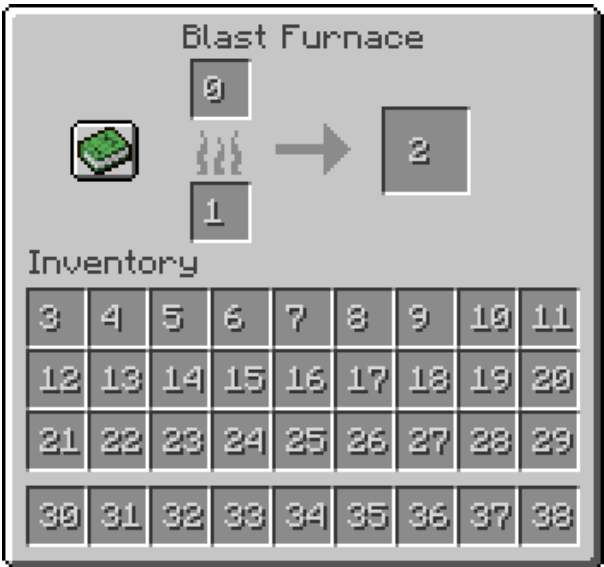 Blast Furnace
0
2
1
Inventory
3 4 5 6 7 8 9 10 11
12 13 14 15 16 17 18 19 20
21 22 23 24 25 26 27 28 29
30 31 32 33 34 35 36 37 38